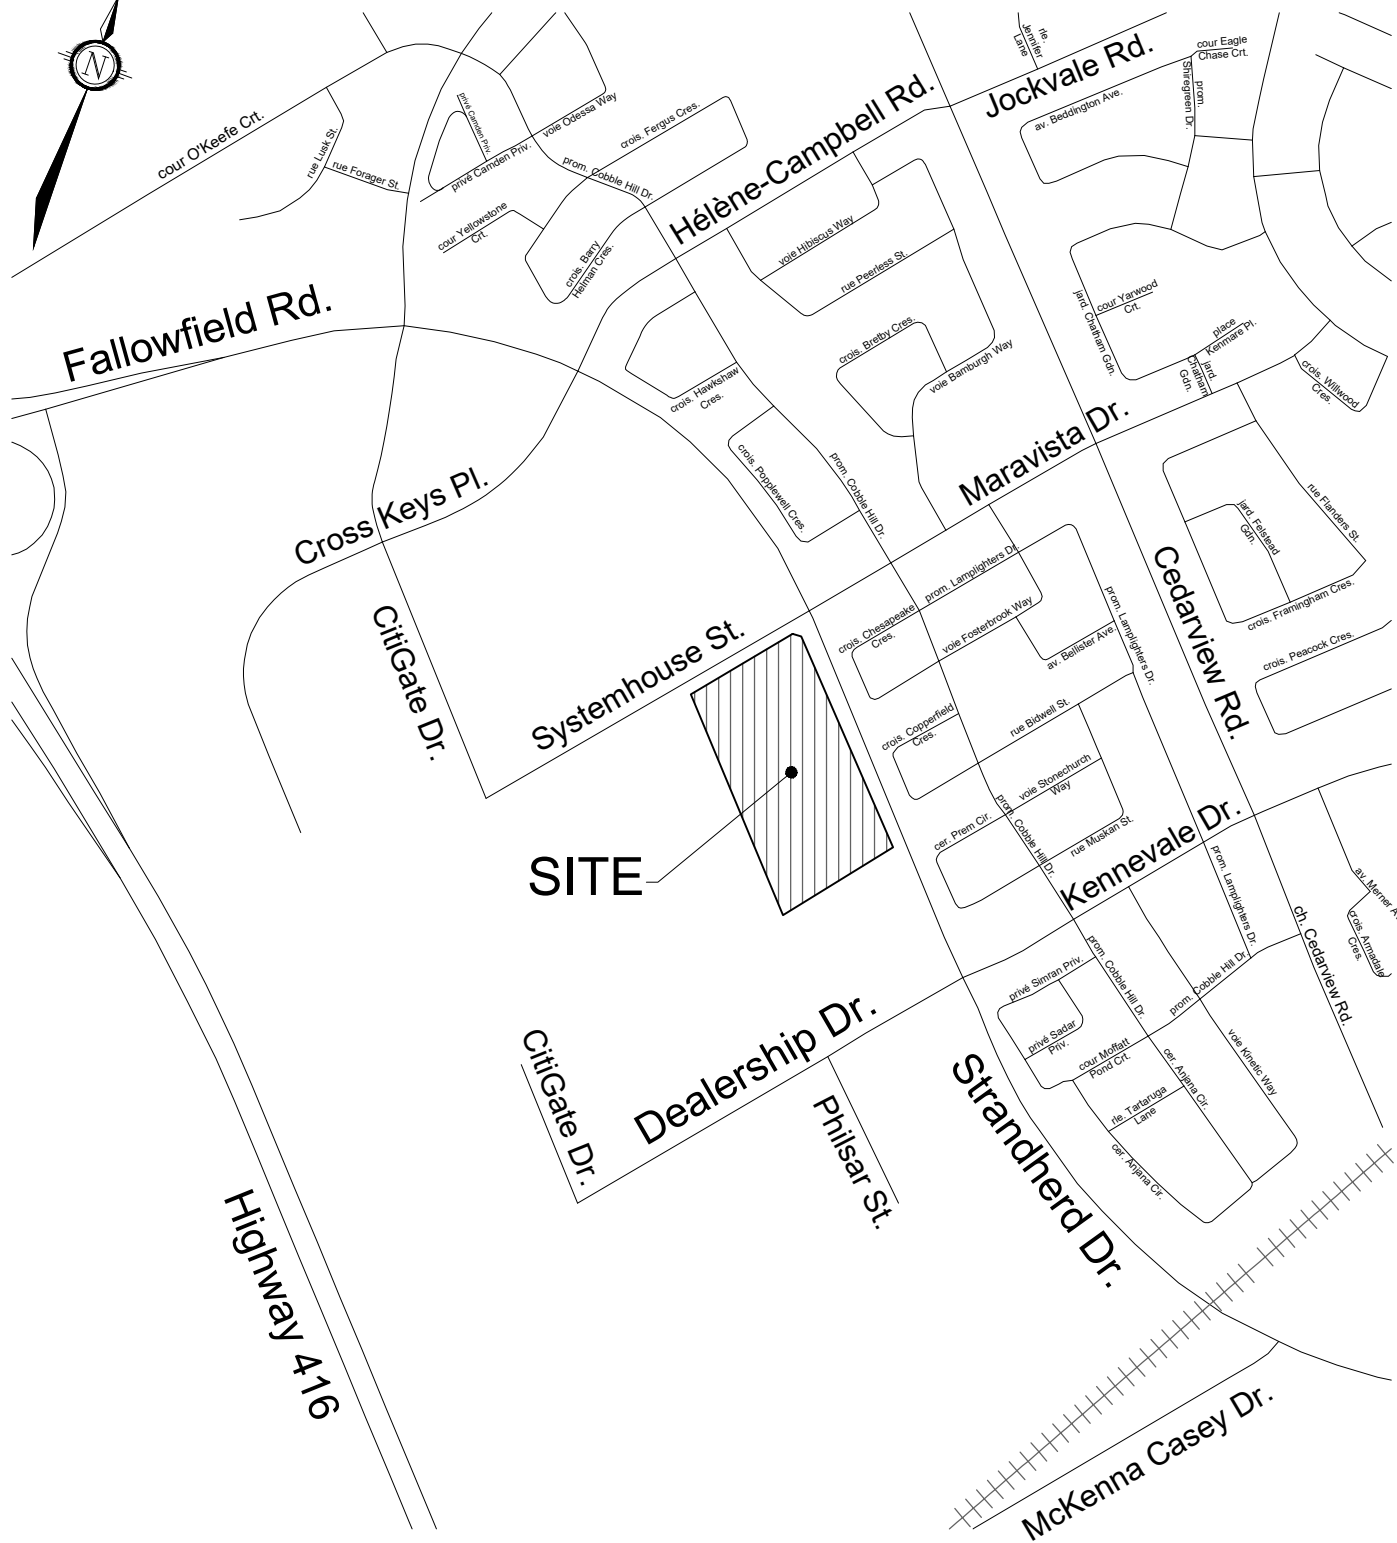 N
rle.
Jennifer
Lane
Jockvale Rd.
cour Eagle
Chase Crt.
prom.
Shiregreen Dr.
av. Beddington Ave.
cour O'Keefe Crt.
rue Lusk St.
rue Forager St.
privé Camden Priv.
privé Camden Priv.
voie Odessa Way
crois. Fergus Cres.
prom. Cobble Hill Dr.
cour Yellowstone
Crt.
crois. Barry
Helman Cres.
Hélène-Campbell Rd.
voie Hibiscus Way
rue Peerless St.
crois. Bretby Cres.
voie Bamburgh Way
jard. Chatham Gdn.
cour Yarwood
Crt.
place
Kenmare Pl.
jard.
Chatham
Gdn.
crois. Willwood
Cres.
Fallowfield Rd.
crois. Hawkshaw
Cres.
crois. Popplewell Cres.
prom. Cobble Hill Dr.
Maravista Dr.
Cross Keys Pl.
CitiGate Dr.
Systemhouse St.
crois. Chesapeake
Cres.
prom. Lamplighters Dr.
voie Fosterbrook Way
av. Bellister Ave.
prom. Lamplighters Dr.
Cedarview Rd.
jard. Felstead
Gdn.
rue Flanders St.
crois. Framingham Cres.
crois. Peacock Cres.
crois. Copperfield
Cres.
rue Bidwell St.
voie Stonechurch
Way
cer. Prem Cir.
prom. Cobble Hill Dr.
rue Muskan St.
SITE
Kennevale Dr.
prom. Lamplighters Dr.
av. Merner A
crois. Armadale
Cres.
ch. Cedarview Rd.
privé Simran Priv.
prom. Cobble Hill Dr.
prom. Cobble Hill Dr.
privé Sadar
Priv.
cour Moffatt
Pond Crt.
cer. Anjana Cir.
voie Kinetic Way
rle. Tartaruga
Lane
cer. Anjana Cir.
CitiGate Dr.
Dealership Dr.
Philsar St.
Strandherd Dr.
Highway 416
McKenna Casey Dr.